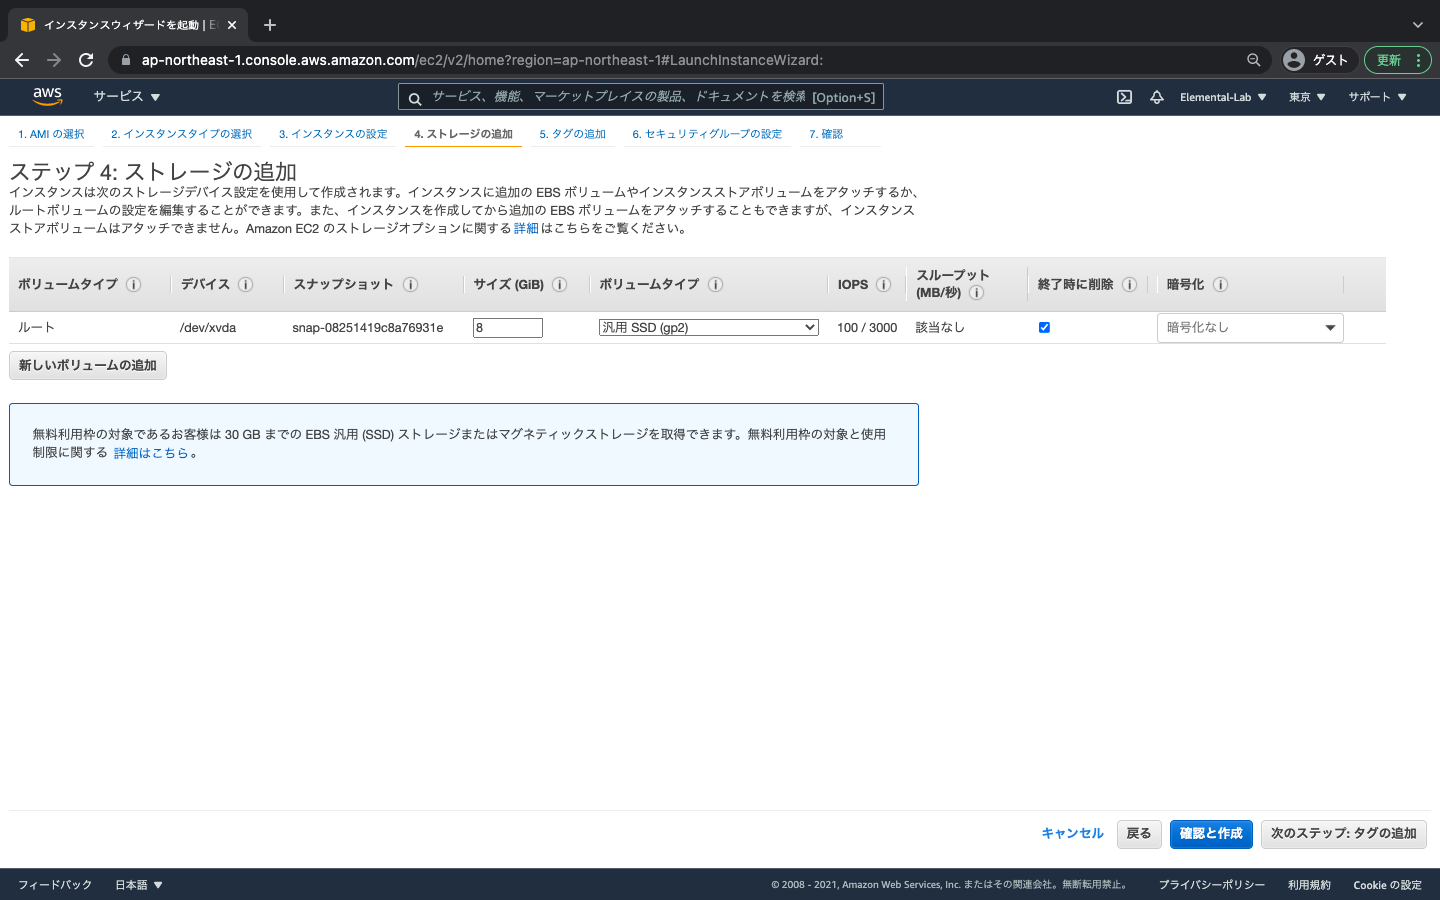 インスタンスウィザードを起動 | E
ap-northeast-1.console.aws.amazon.com/ec2/v2/home?region=ap-northeast-1#LaunchInstanceWizard:
ゲスト
更新
aws
サービス
サービス、機能、マーケットプレイスの製品、ドキュメントを検索 [Option+S]
Elemental-Lab
東京
サポート
1. AMI の選択
2. インスタンスタイプの選択
3. インスタンスの設定
4. ストレージの追加
5. タグの追加
6. セキュリティグループの設定
7. 確認
ステップ 4: ストレージの追加
インスタンスは次のストレージデバイス設定を使用して作成されます。インスタンスに追加の EBS ボリュームやインスタンスストアボリュームをアタッチするか、
ルートボリュームの設定を編集することができます。また、インスタンスを作成してから追加の EBS ボリュームをアタッチすることもできますが、インスタンス
ストアボリュームはアタッチできません。Amazon EC2 のストレージオプションに関する 詳細 はこちらをご覧ください。
ボリュームタイプ
デバイス
スナップショット
サイズ (GiB)
ボリュームタイプ
IOPS
スループット
(MB/秒)
終了時に削除
暗号化
ルート
/dev/xvda
snap-08251419c8a76931e
8
汎用 SSD (gp2)
100 / 3000
該当なし
暗号化なし
新しいボリュームの追加
無料利用枠の対象であるお客様は 30 GB までの EBS 汎用 (SSD) ストレージまたはマグネティックストレージを取得できます。無料利用枠の対象と使用
制限に関する 詳細はこちら 。
キャンセル
戻る
確認と作成
次のステップ: タグの追加
フィードバック
日本語
© 2008 - 2021, Amazon Web Services, Inc. またはその関連会社。無断転用禁止。
プライバシーポリシー
利用規約
Cookie の設定